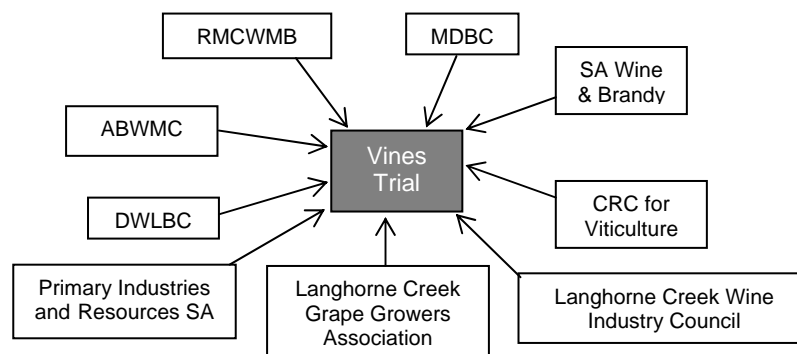 RMCWMB
MDBC
SA Wine
& Brandy
ABWMC
Vines
Trial
DWLBC
CRC for
Viticulture
Primary Industries
and Resources SA
Langhorne Creek
Grape Growers
Association
Langhorne Creek Wine
Industry Council